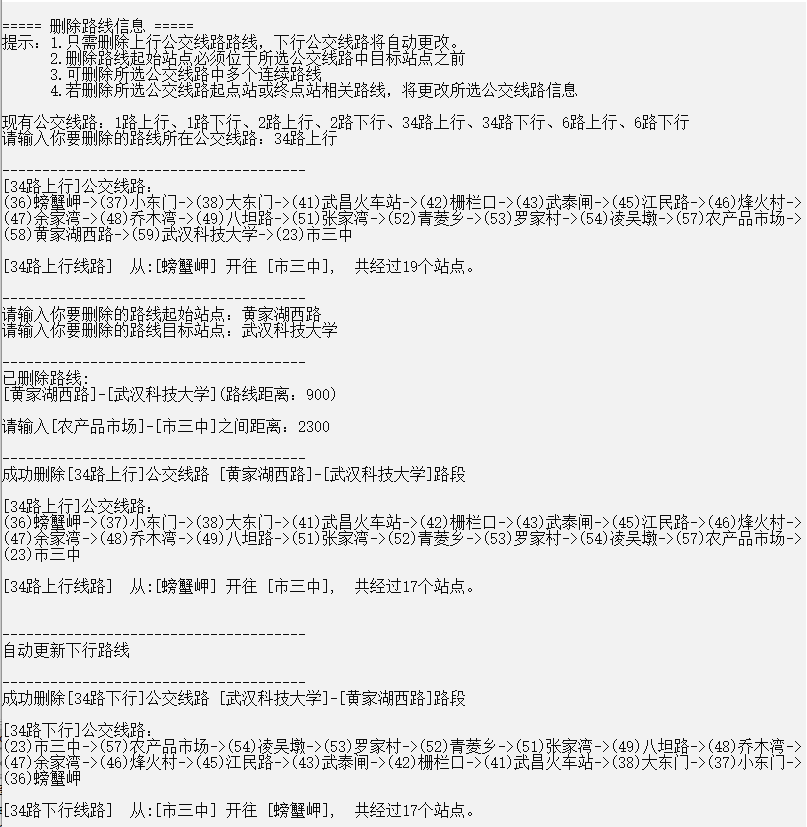 ===== 删除路线信息 =====
提示：1.只需删除上行公交线路路线，下行公交线路将自动更改。
2.删除路线起始站点必须位于所选公交线路中目标站点之前
3.可删除所选公交线路中多个连续路线
4.若删除所选公交线路起点站或终点站相关路线，将更改所选公交线路信息
现有公交线路：1路上行、1路下行、2路上行、2路下行、34路上行、34路下行、6路上行、6路下行
请输入你要删除的路线所在公交线路：34路上行
--------------------------------------
[34路上行]公交线路：
(36)螃蟹岬->(37)小东门->(38)大东门->(41)武昌火车站->(42)栅栏口->(43)武泰闸->(45)江民路->(46)烽火村->
(47)余家湾->(48)乔木湾->(49)八坦路->(51)张家湾->(52)青菱乡->(53)罗家村->(54)凌吴墩->(57)农产品市场->
(58)黄家湖西路->(59)武汉科技大学->(23)市三中
[34路上行线路] 从:[螃蟹岬] 开往 [市三中]， 共经过19个站点。
--------------------------------------
请输入你要删除的路线起始站点：黄家湖西路
请输入你要删除的路线目标站点：武汉科技大学
--------------------------------------
已删除路线:
[黄家湖西路]-[武汉科技大学](路线距离：900)
请输入[农产品市场]-[市三中]之间距离：2300
--------------------------------------
成功删除[34路上行]公交线路 [黄家湖西路]-[武汉科技大学]路段
[34路上行]公交线路：
(36)螃蟹岬->(37)小东门->(38)大东门->(41)武昌火车站->(42)栅栏口->(43)武泰闸->(45)江民路->(46)烽火村->
(47)余家湾->(48)乔木湾->(49)八坦路->(51)张家湾->(52)青菱乡->(53)罗家村->(54)凌吴墩->(57)农产品市场->
(23)市三中
[34路上行线路] 从:[螃蟹岬] 开往 [市三中]， 共经过17个站点。
--------------------------------------
自动更新下行路线
--------------------------------------
成功删除[34路下行]公交线路 [武汉科技大学]-[黄家湖西路]路段
[34路下行]公交线路：
(23)市三中->(57)农产品市场->(54)凌吴墩->(53)罗家村->(52)青菱乡->(51)张家湾->(49)八坦路->(48)乔木湾->
(47)余家湾->(46)烽火村->(45)江民路->(43)武泰闸->(42)栅栏口->(41)武昌火车站->(38)大东门->(37)小东门->
(36)螃蟹岬
[34路下行线路] 从:[市三中] 开往 [螃蟹岬]， 共经过17个站点。